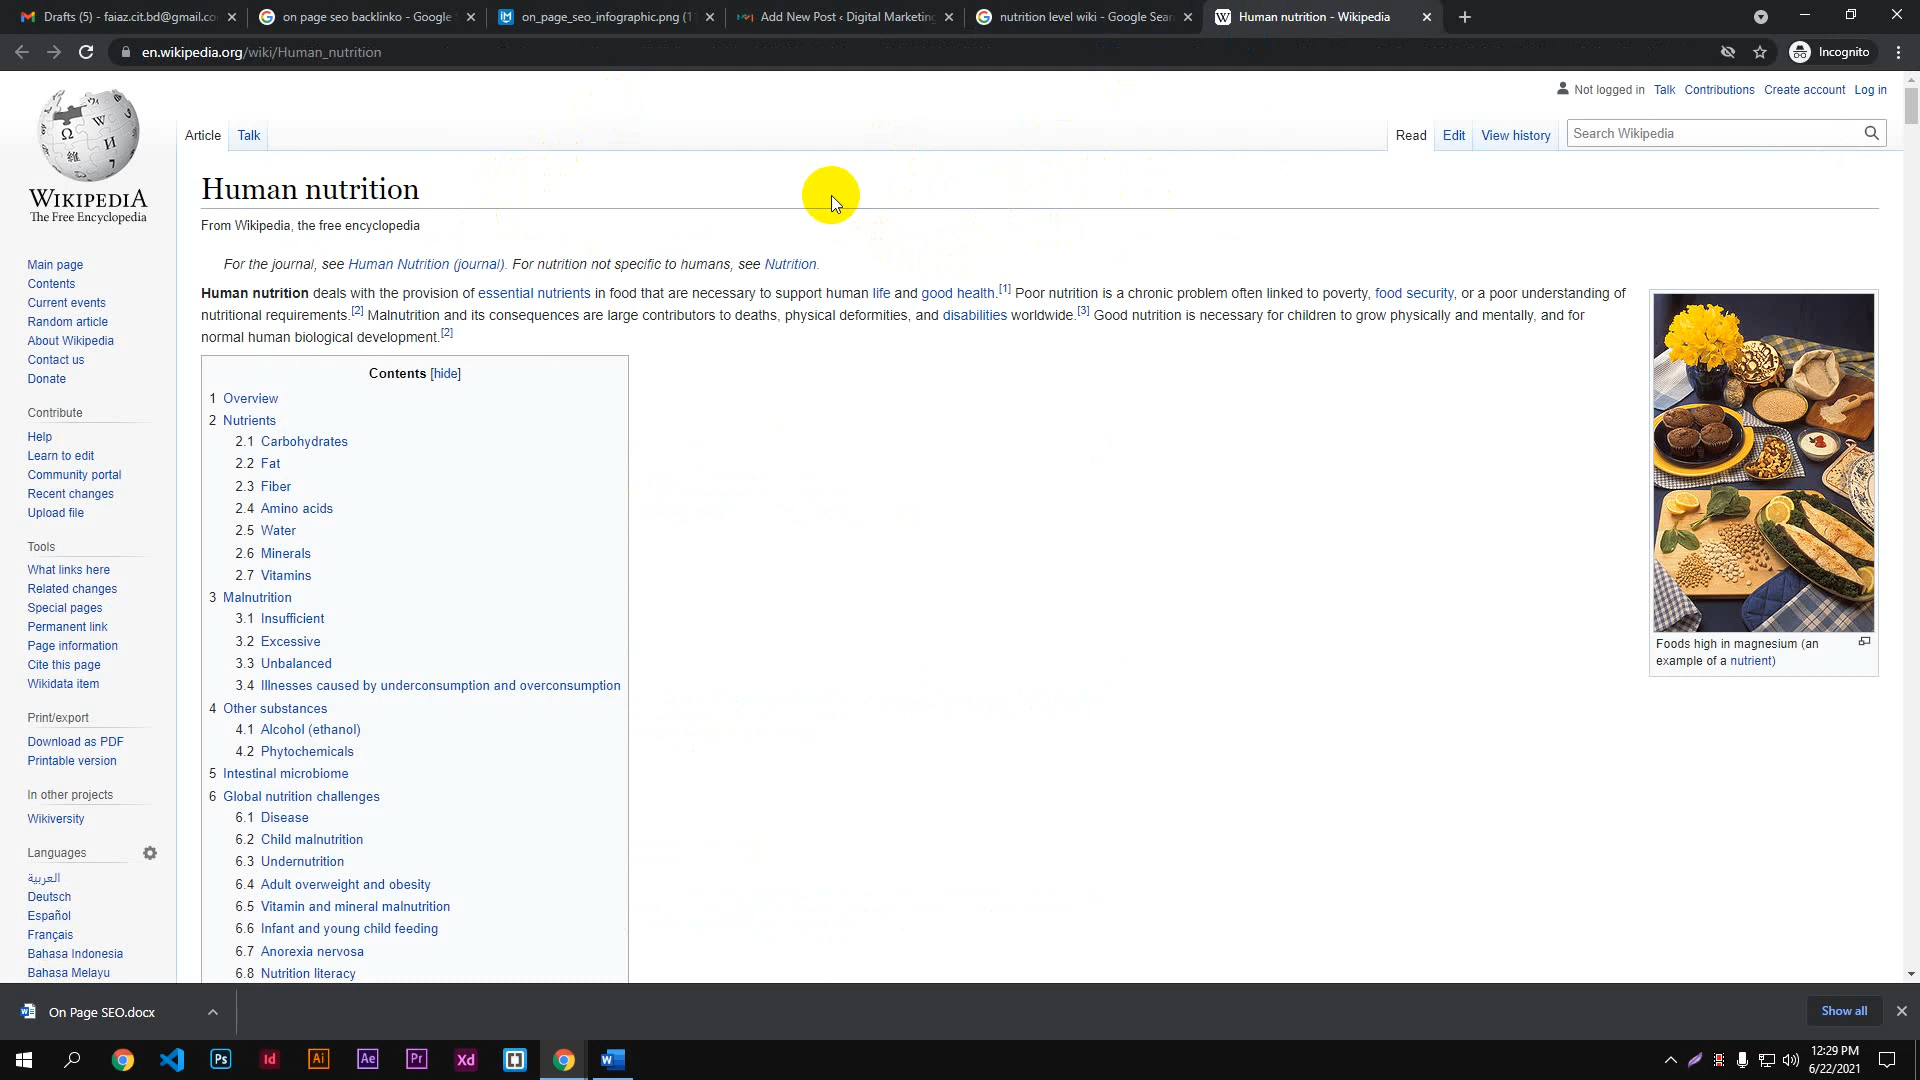 Drafts (5) - faiaz.cit.bd@gmail.co
on page seo backlinko - Google
on_page_seo_infographic.png (1
Add New Post ‹ Digital Marketing
nutrition level wiki - Google Sear
Human nutrition - Wikipedia
en.wikipedia.org/wiki/Human_nutrition
Incognito
Not logged in Talk Contributions Create account Log in
Article Talk
Read Edit View history
Search Wikipedia
WIKIPEDIA
The Free Encyclopedia
Human nutrition
From Wikipedia, the free encyclopedia
For the journal, see Human Nutrition (journal). For nutrition not specific to humans, see Nutrition.
Human nutrition deals with the provision of essential nutrients in food that are necessary to support human life and good health.[1] Poor nutrition is a chronic problem often linked to poverty, food security, or a poor understanding of
nutritional requirements.[2] Malnutrition and its consequences are large contributors to deaths, physical deformities, and disabilities worldwide.[3] Good nutrition is necessary for children to grow physically and mentally, and for
normal human biological development.[2]
Main page
Contents
Current events
Random article
About Wikipedia
Contact us
Donate
Contribute
Help
Learn to edit
Community portal
Recent changes
Upload file
Tools
What links here
Related changes
Special pages
Permanent link
Page information
Cite this page
Wikidata item
Print/export
Download as PDF
Printable version
In other projects
Wikiversity
Languages
العربية
Deutsch
Español
Français
Bahasa Indonesia
Bahasa Melayu
Contents [hide]
1 Overview
2 Nutrients
2.1 Carbohydrates
2.2 Fat
2.3 Fiber
2.4 Amino acids
2.5 Water
2.6 Minerals
2.7 Vitamins
3 Malnutrition
3.1 Insufficient
3.2 Excessive
3.3 Unbalanced
3.4 Illnesses caused by underconsumption and overconsumption
4 Other substances
4.1 Alcohol (ethanol)
4.2 Phytochemicals
5 Intestinal microbiome
6 Global nutrition challenges
6.1 Disease
6.2 Child malnutrition
6.3 Undernutrition
6.4 Adult overweight and obesity
6.5 Vitamin and mineral malnutrition
6.6 Infant and young child feeding
6.7 Anorexia nervosa
6.8 Nutrition literacy
Foods high in magnesium (an
example of a nutrient)
On Page SEO.docx
Show all
Ps
Id
Ai
Ae
Pr
Xd
12:29 PM
6/22/2021